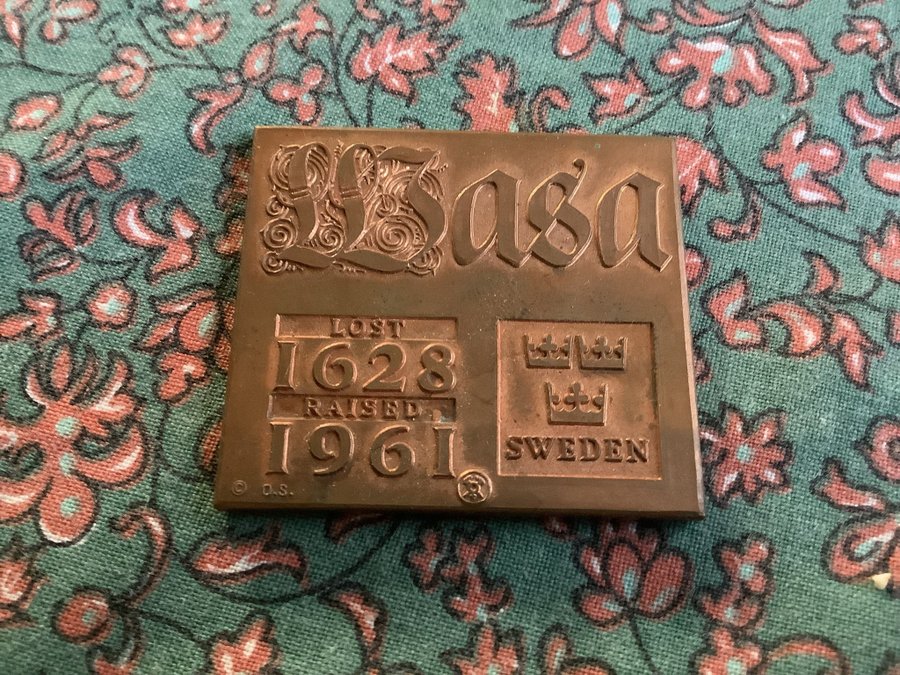 Wasa
LOST
1628
RAISED
1961
SWEDEN
© O.S.